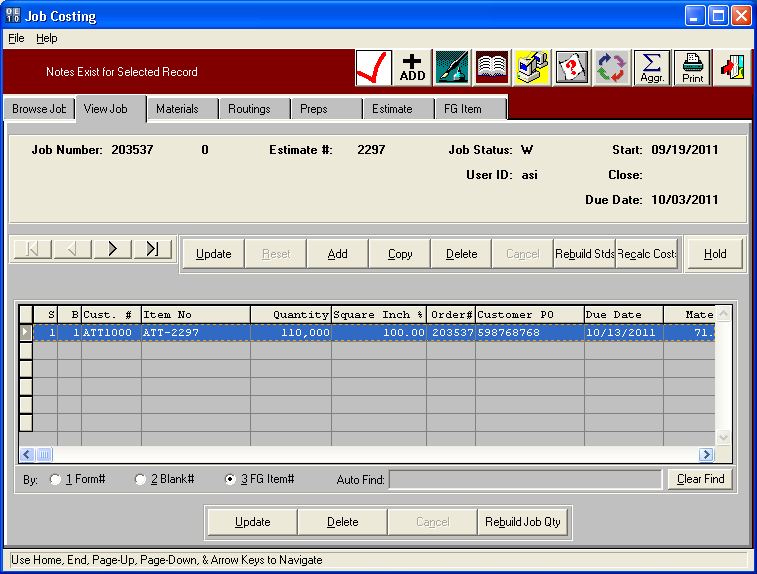 Job Costing
File Help
Notes Exist for Selected Record
ADD Aggr. Print
Browse Job View Job Materials Routings Preps Estimate FG Item
Job Number: 203537 0 Estimate #: 2297 Job Status: W Start: 09/19/2011
User ID: asi Close:
Due Date: 10/03/2011
Update Reset Add Copy Delete Cancel Rebuild Stds Recalc Cost Hold
S B Cust. # Item No Quantity Square Inch % Order# Customer PO Due Date Mate
1 1 ATT1000 ATT-2297 110,000 100.00 203537 598768768 10/13/2011 71.
By: 1 Form# 2 Blank# 3 FG Item# Auto Find: Clear Find
Update Delete Cancel Rebuild Job Qty
Use Home, End, Page-Up, Page-Down, & Arrow Keys to Navigate